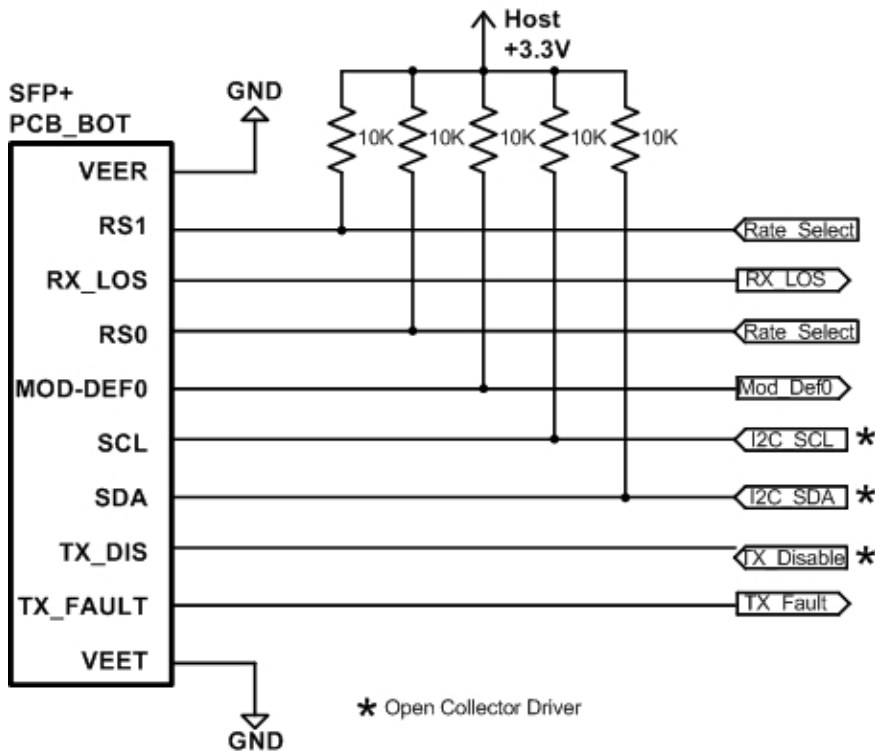 Host
+3.3V
SFP+
PCB_BOT
GND
10K 10K 10K 10K 10K
VEER
RS1 Rate_Select
RX_LOS RX_LOS
RS0 Rate_Select
MOD-DEF0 Mod_Def0
SCL I2C_SCL *
SDA I2C_SDA *
TX_DIS TX_Disable *
TX_FAULT TX_Fault
VEET
* Open Collector Driver
GND